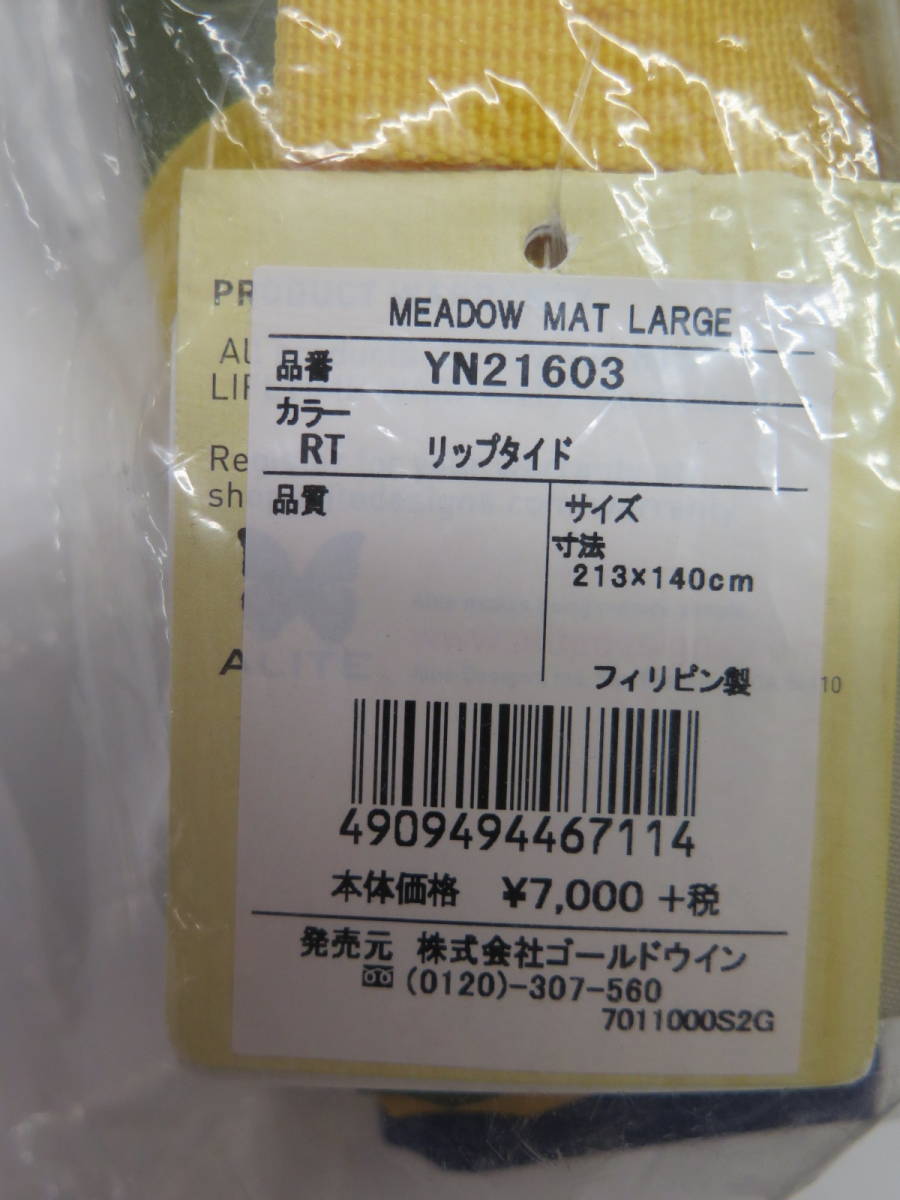 MEADOW MAT LARGE
品番 YN21603
カラー
RT リップタイド
品質
サイズ
寸法
213×140cm
フィリピン製
4909494467114
本体価格 ¥7,000 +税
発売元 株式会社ゴールドウイン
(0120)-307-560
7011000S2G
PRODUCT
10